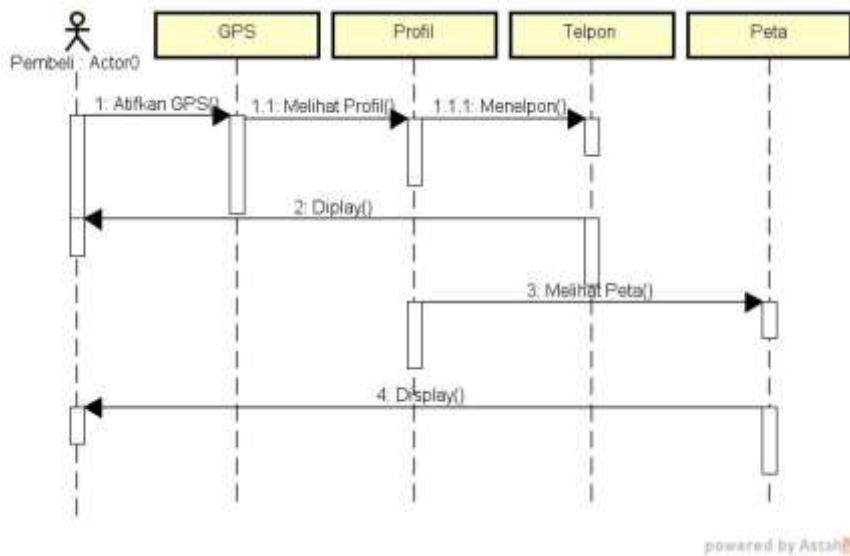 GPS
Profil
Telpon
Peta
Pembeli : Actor0
1: Atifkan GPS()
1.1: Melihat Profil()
1.1.1: Menelpon()
2: Diplay()
3: Melihat Peta()
4: Display()
powered by Astah